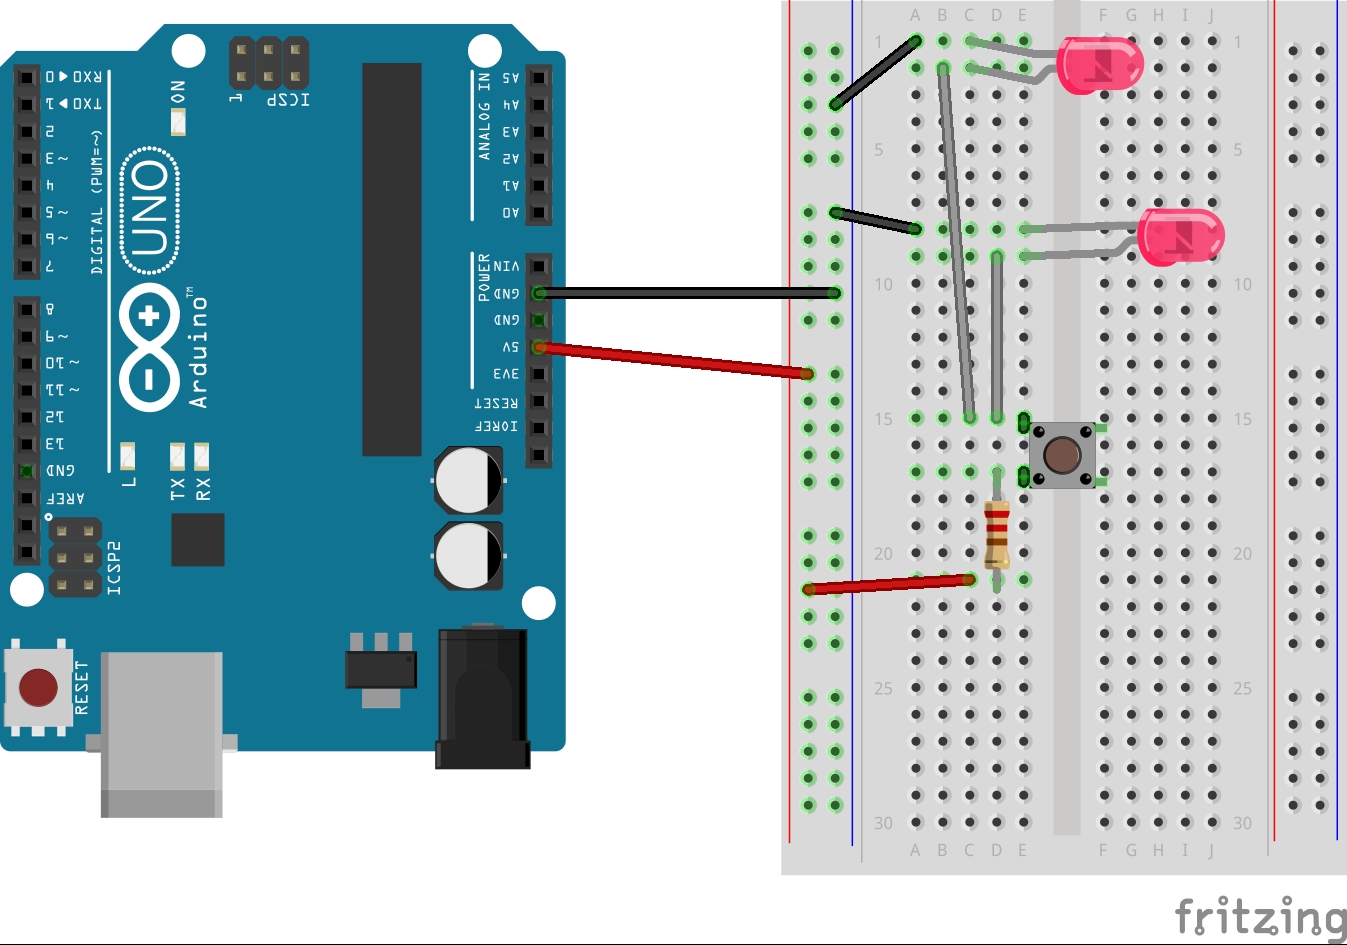 RXD ◀ 0
TXD ▶ 1
2
~ 3
4
~ 5
~ 6
7
DIGITAL (PWM=~)
8
~ 9
~ 10
~ 11
12
13
GND
AREF
ON
1
ICSP
UNO
Arduino™
L
TX
RX
ICSP2
RESET
ANALOG IN
A5
A4
A3
A2
A1
A0
POWER
VIN
GND
GND
5V
3V3
RESET
IOREF
A B C D E F G H I J
1 1
5 5
10 10
15 15
20 20
25 25
30 30
A B C D E F G H I J
fritzing